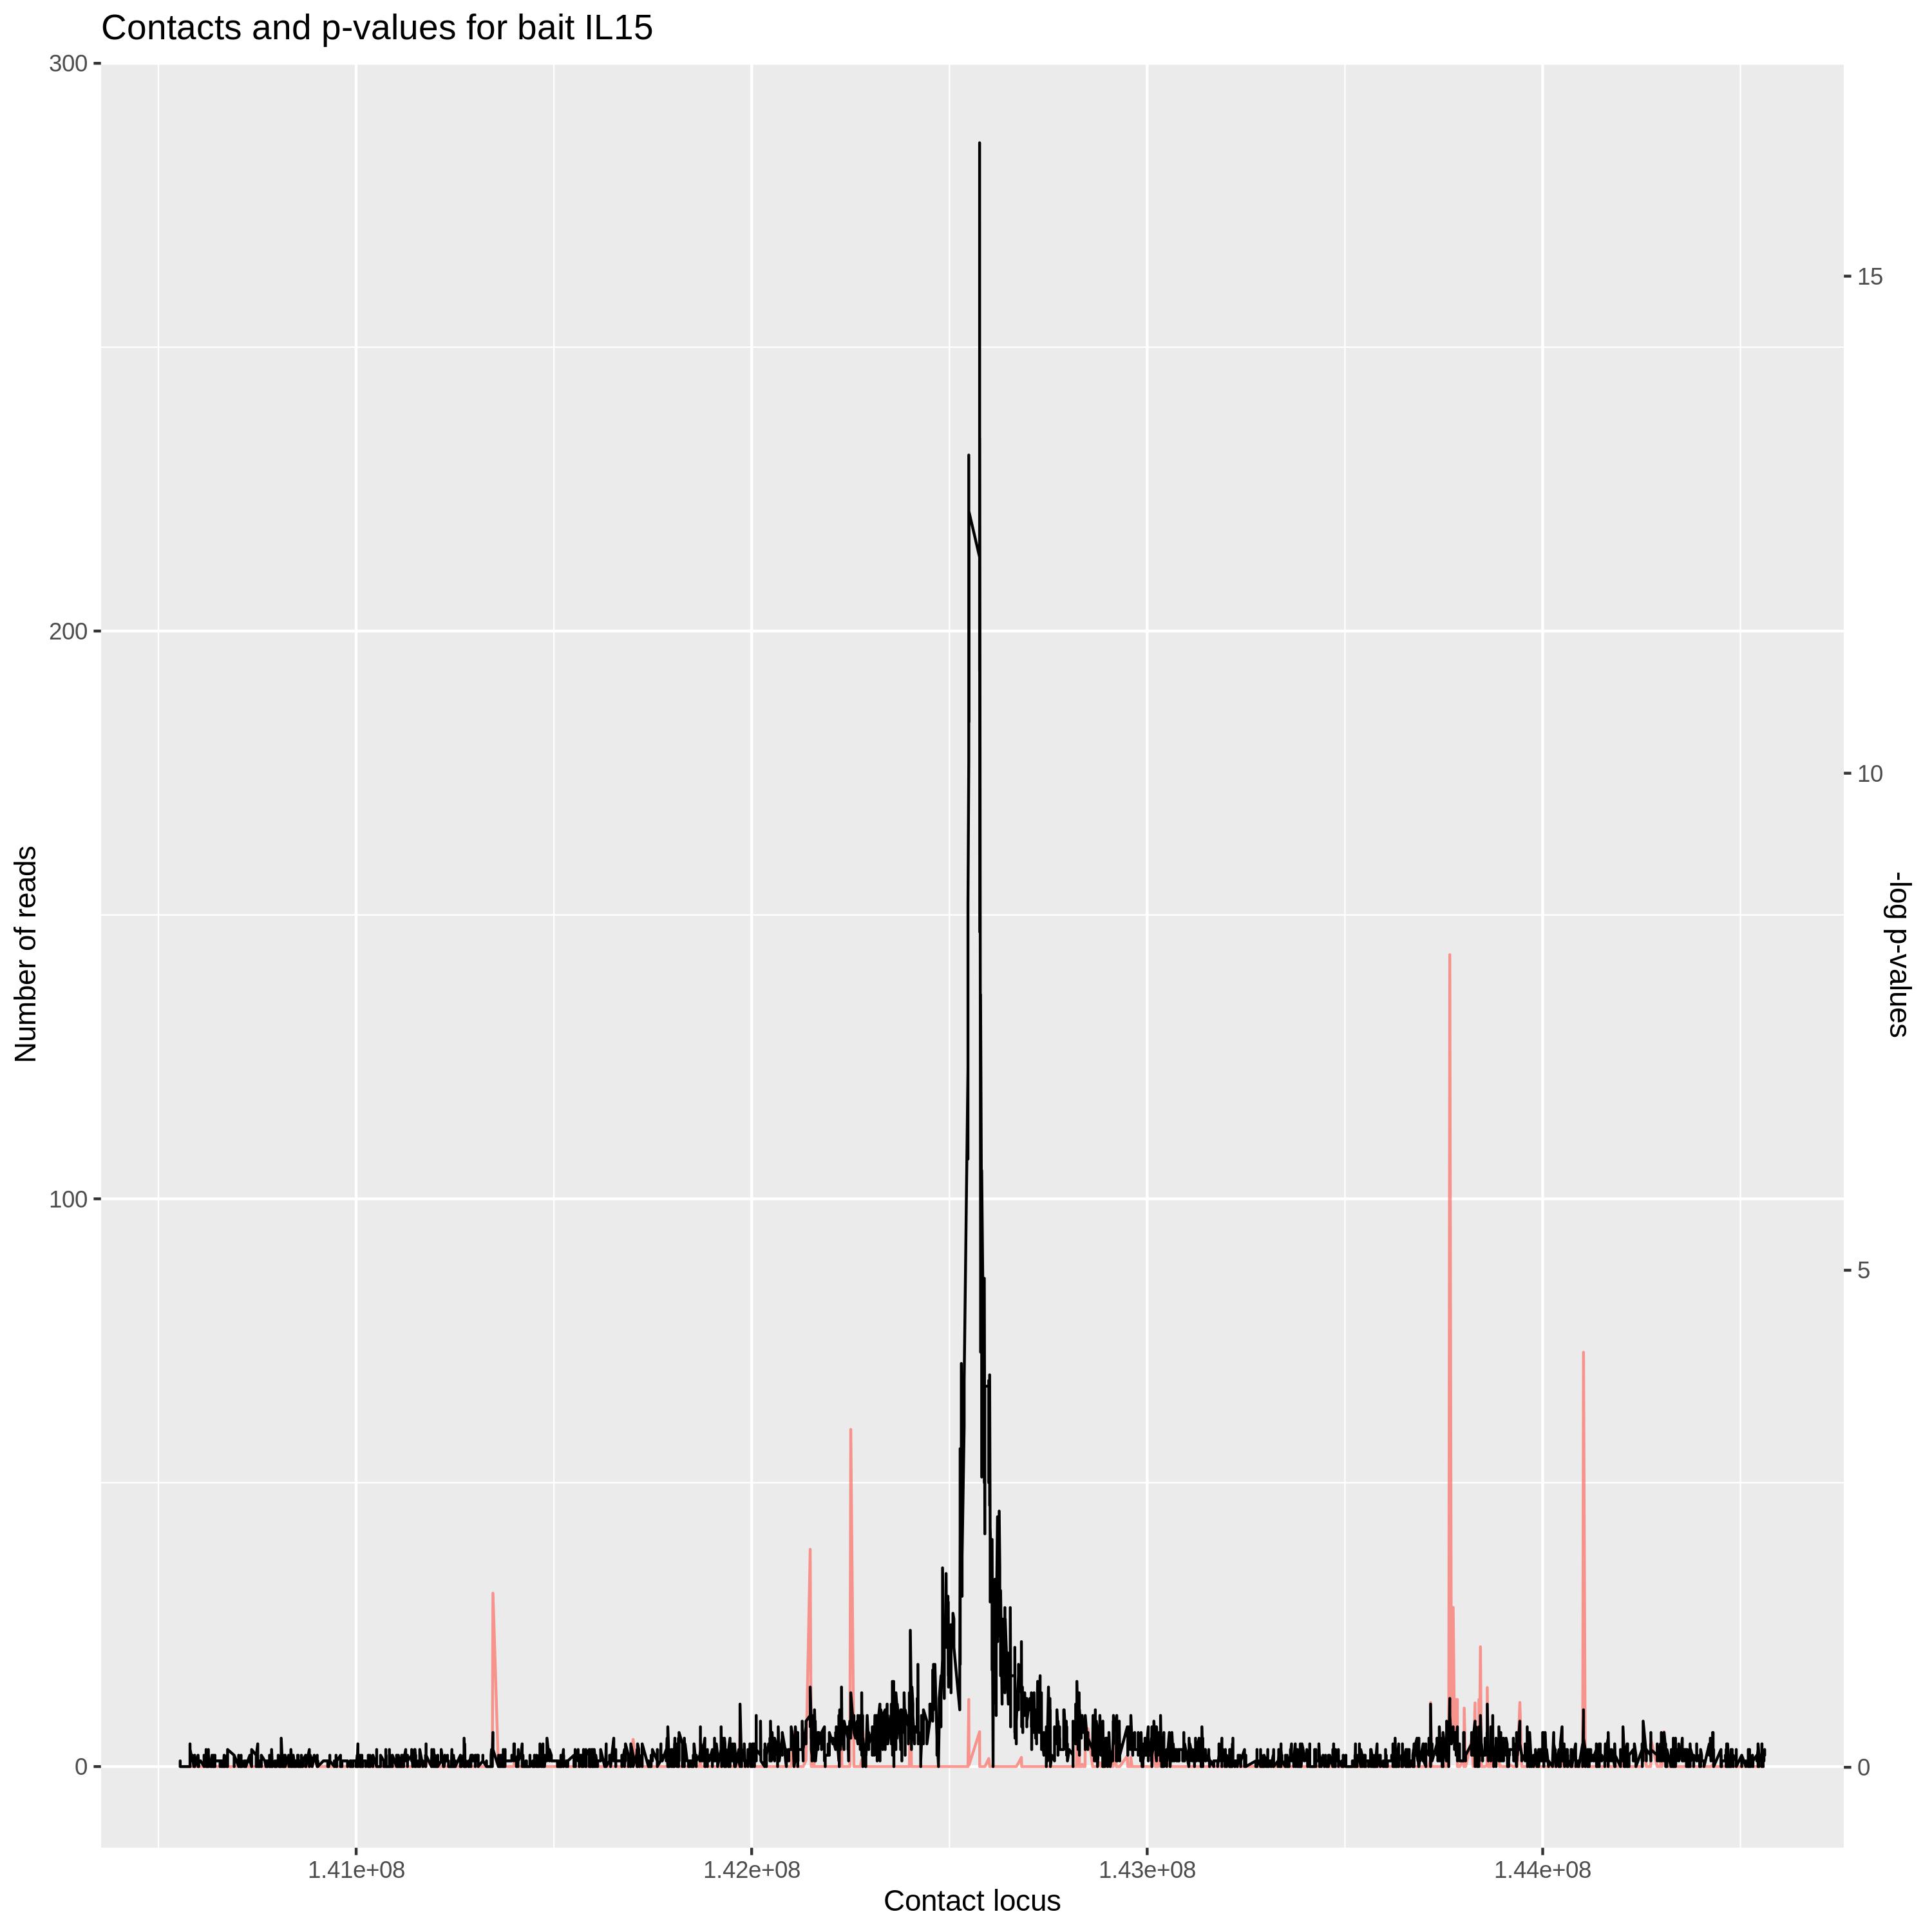 Contacts and p-values for bait IL15
300
200
100
0
Number of reads
15
10
5
0
-log p-values
1.41e+08
1.42e+08
1.43e+08
1.44e+08
Contact locus